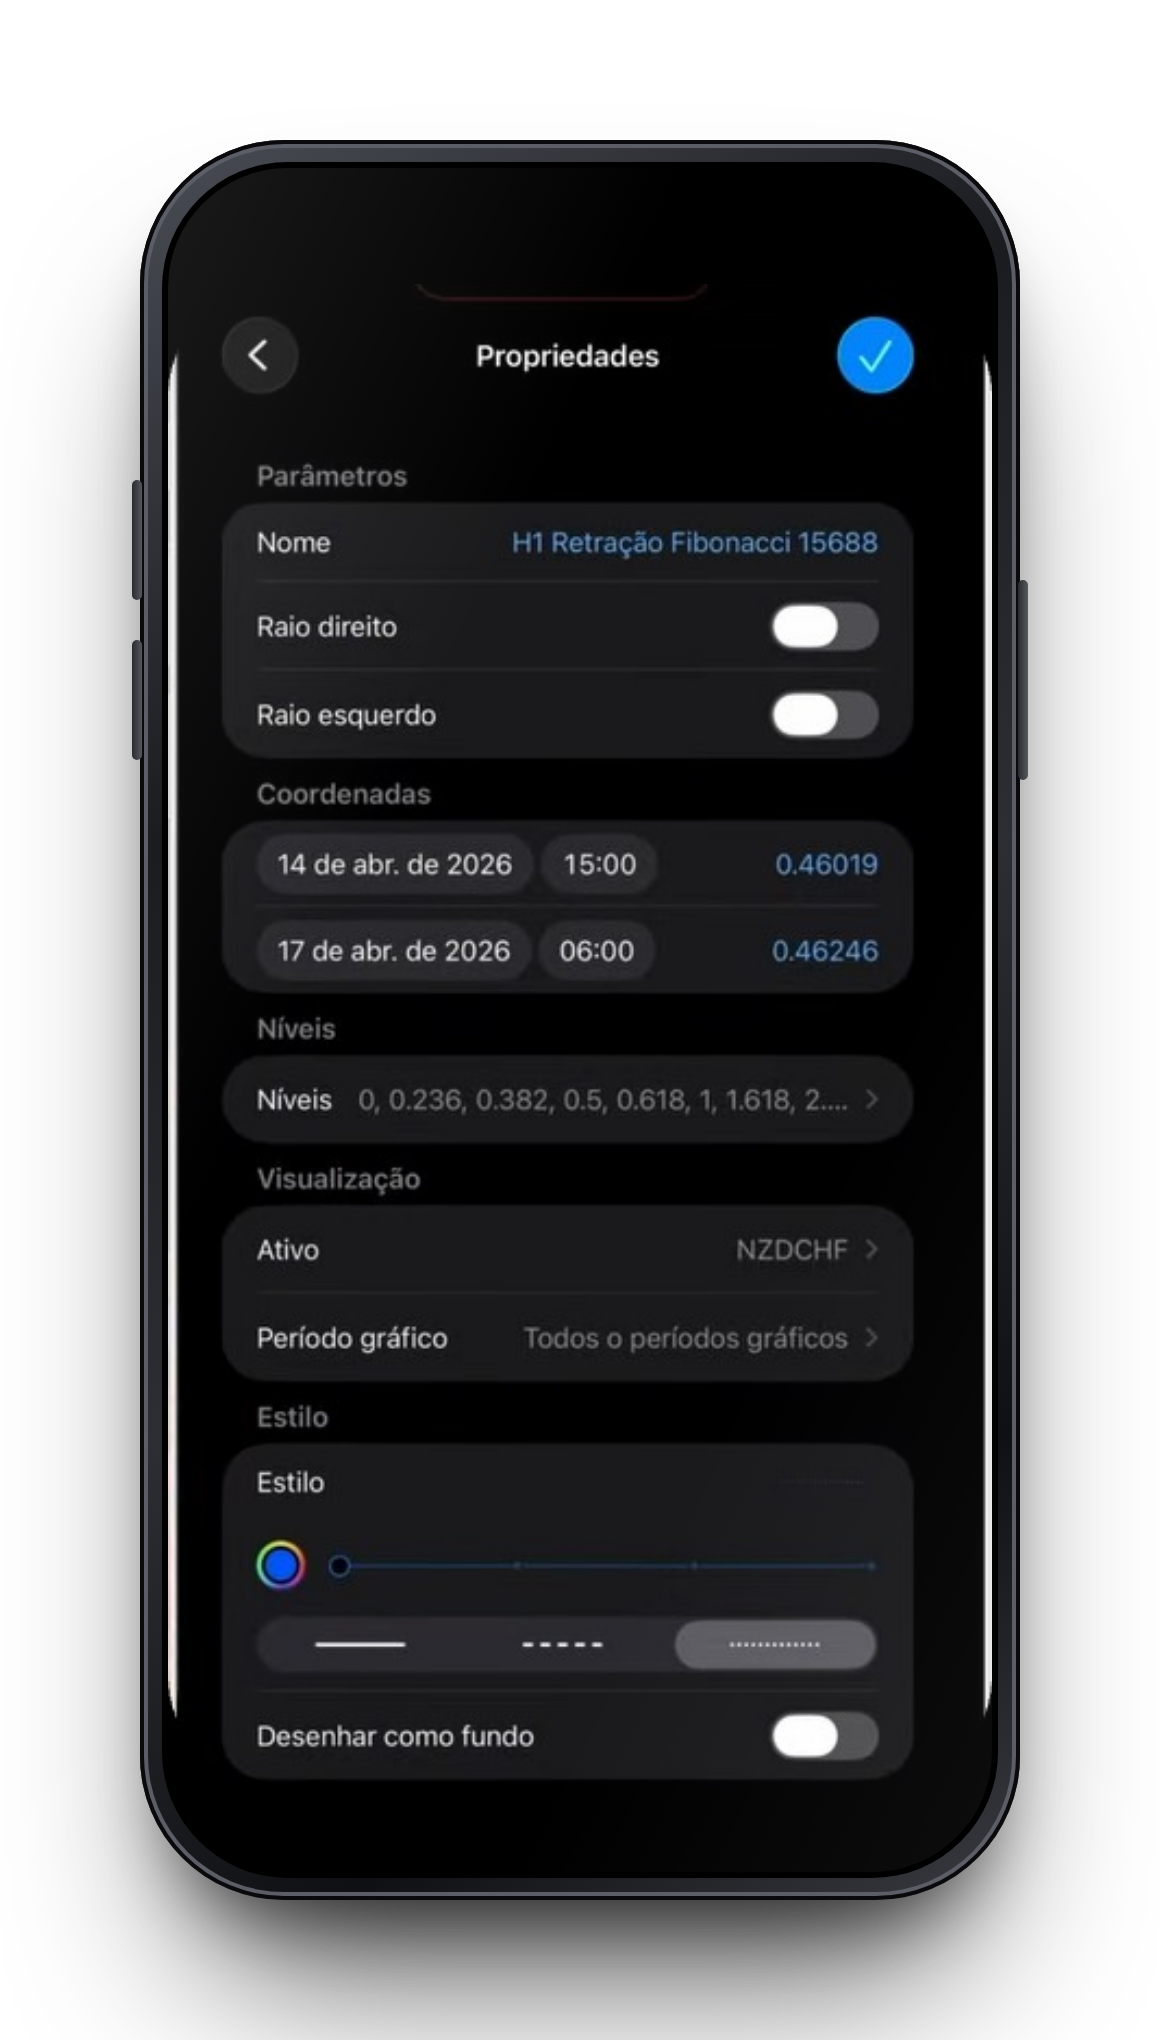 Propriedades
Parâmetros
Nome H1 Retração Fibonacci 15688
Raio direito
Raio esquerdo
Coordenadas
14 de abr. de 2026 15:00 0.46019
17 de abr. de 2026 06:00 0.46246
Níveis
Níveis 0, 0.236, 0.382, 0.5, 0.618, 1, 1.618, 2....
Visualização
Ativo NZDCHF
Período gráfico Todos o períodos gráficos
Estilo
Estilo
Desenhar como fundo